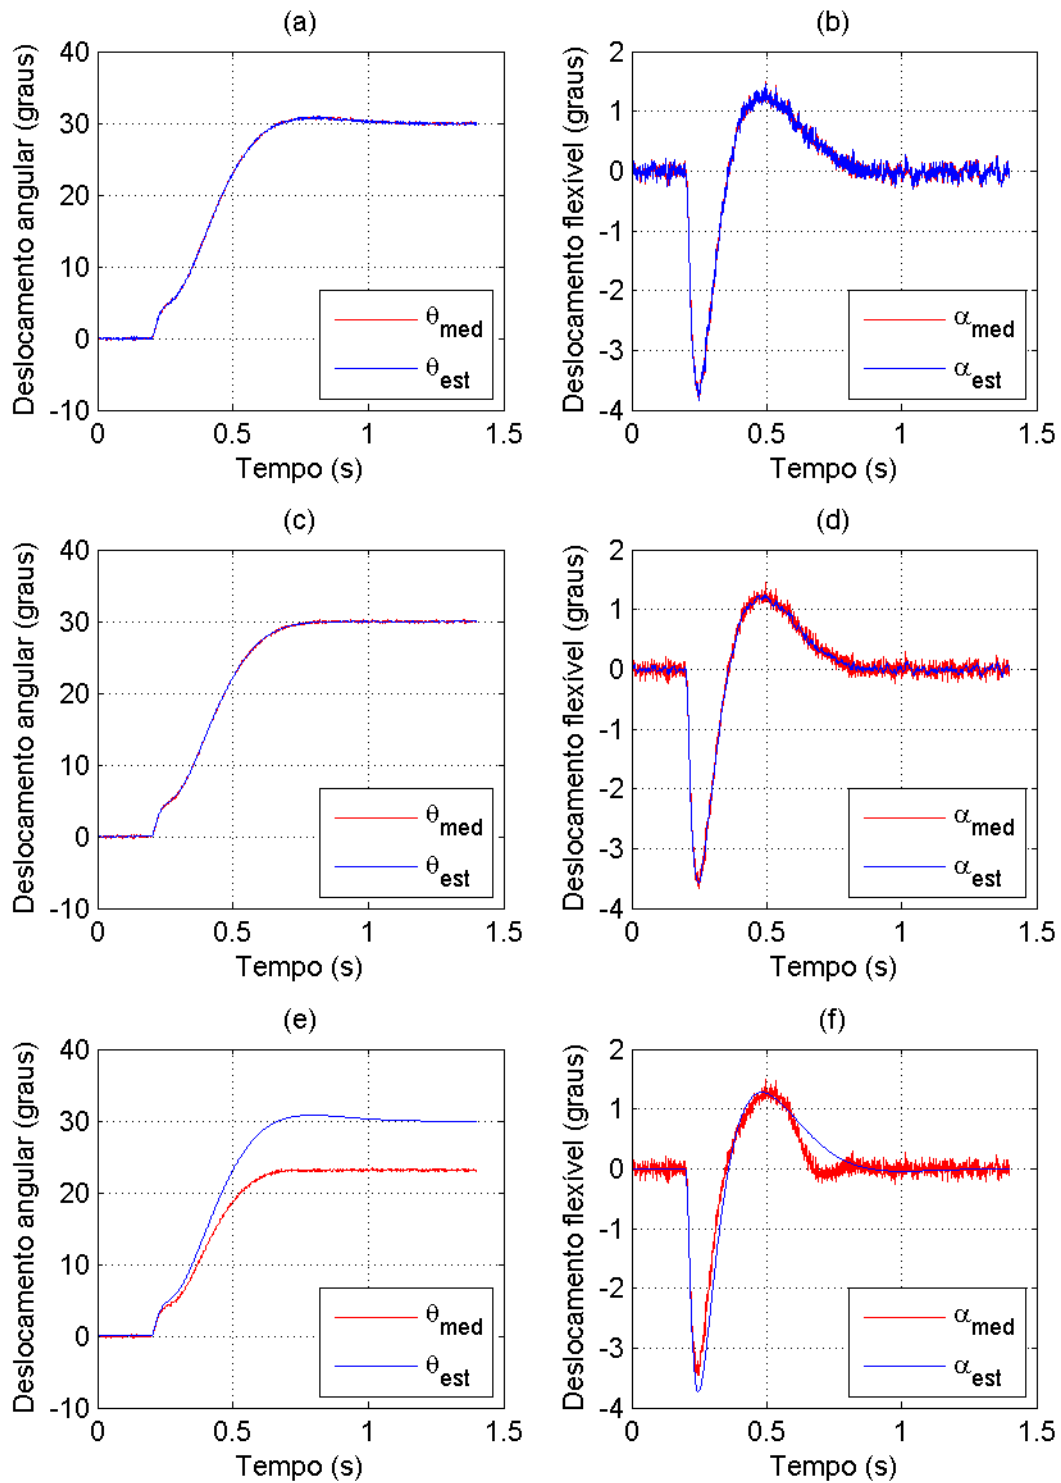 (a)
Deslocamento angular (graus)
40
30
20
10
0
-10
θmed
θest
0 0.5 1 1.5
Tempo (s)
(b)
Deslocamento flexível (graus)
2
1
0
-1
-2
-3
-4
αmed
αest
0 0.5 1 1.5
Tempo (s)
(c)
Deslocamento angular (graus)
40
30
20
10
0
-10
θmed
θest
0 0.5 1 1.5
Tempo (s)
(d)
Deslocamento flexível (graus)
2
1
0
-1
-2
-3
-4
αmed
αest
0 0.5 1 1.5
Tempo (s)
(e)
Deslocamento angular (graus)
40
30
20
10
0
-10
θmed
θest
0 0.5 1 1.5
Tempo (s)
(f)
Deslocamento flexível (graus)
2
1
0
-1
-2
-3
-4
αmed
αest
0 0.5 1 1.5
Tempo (s)